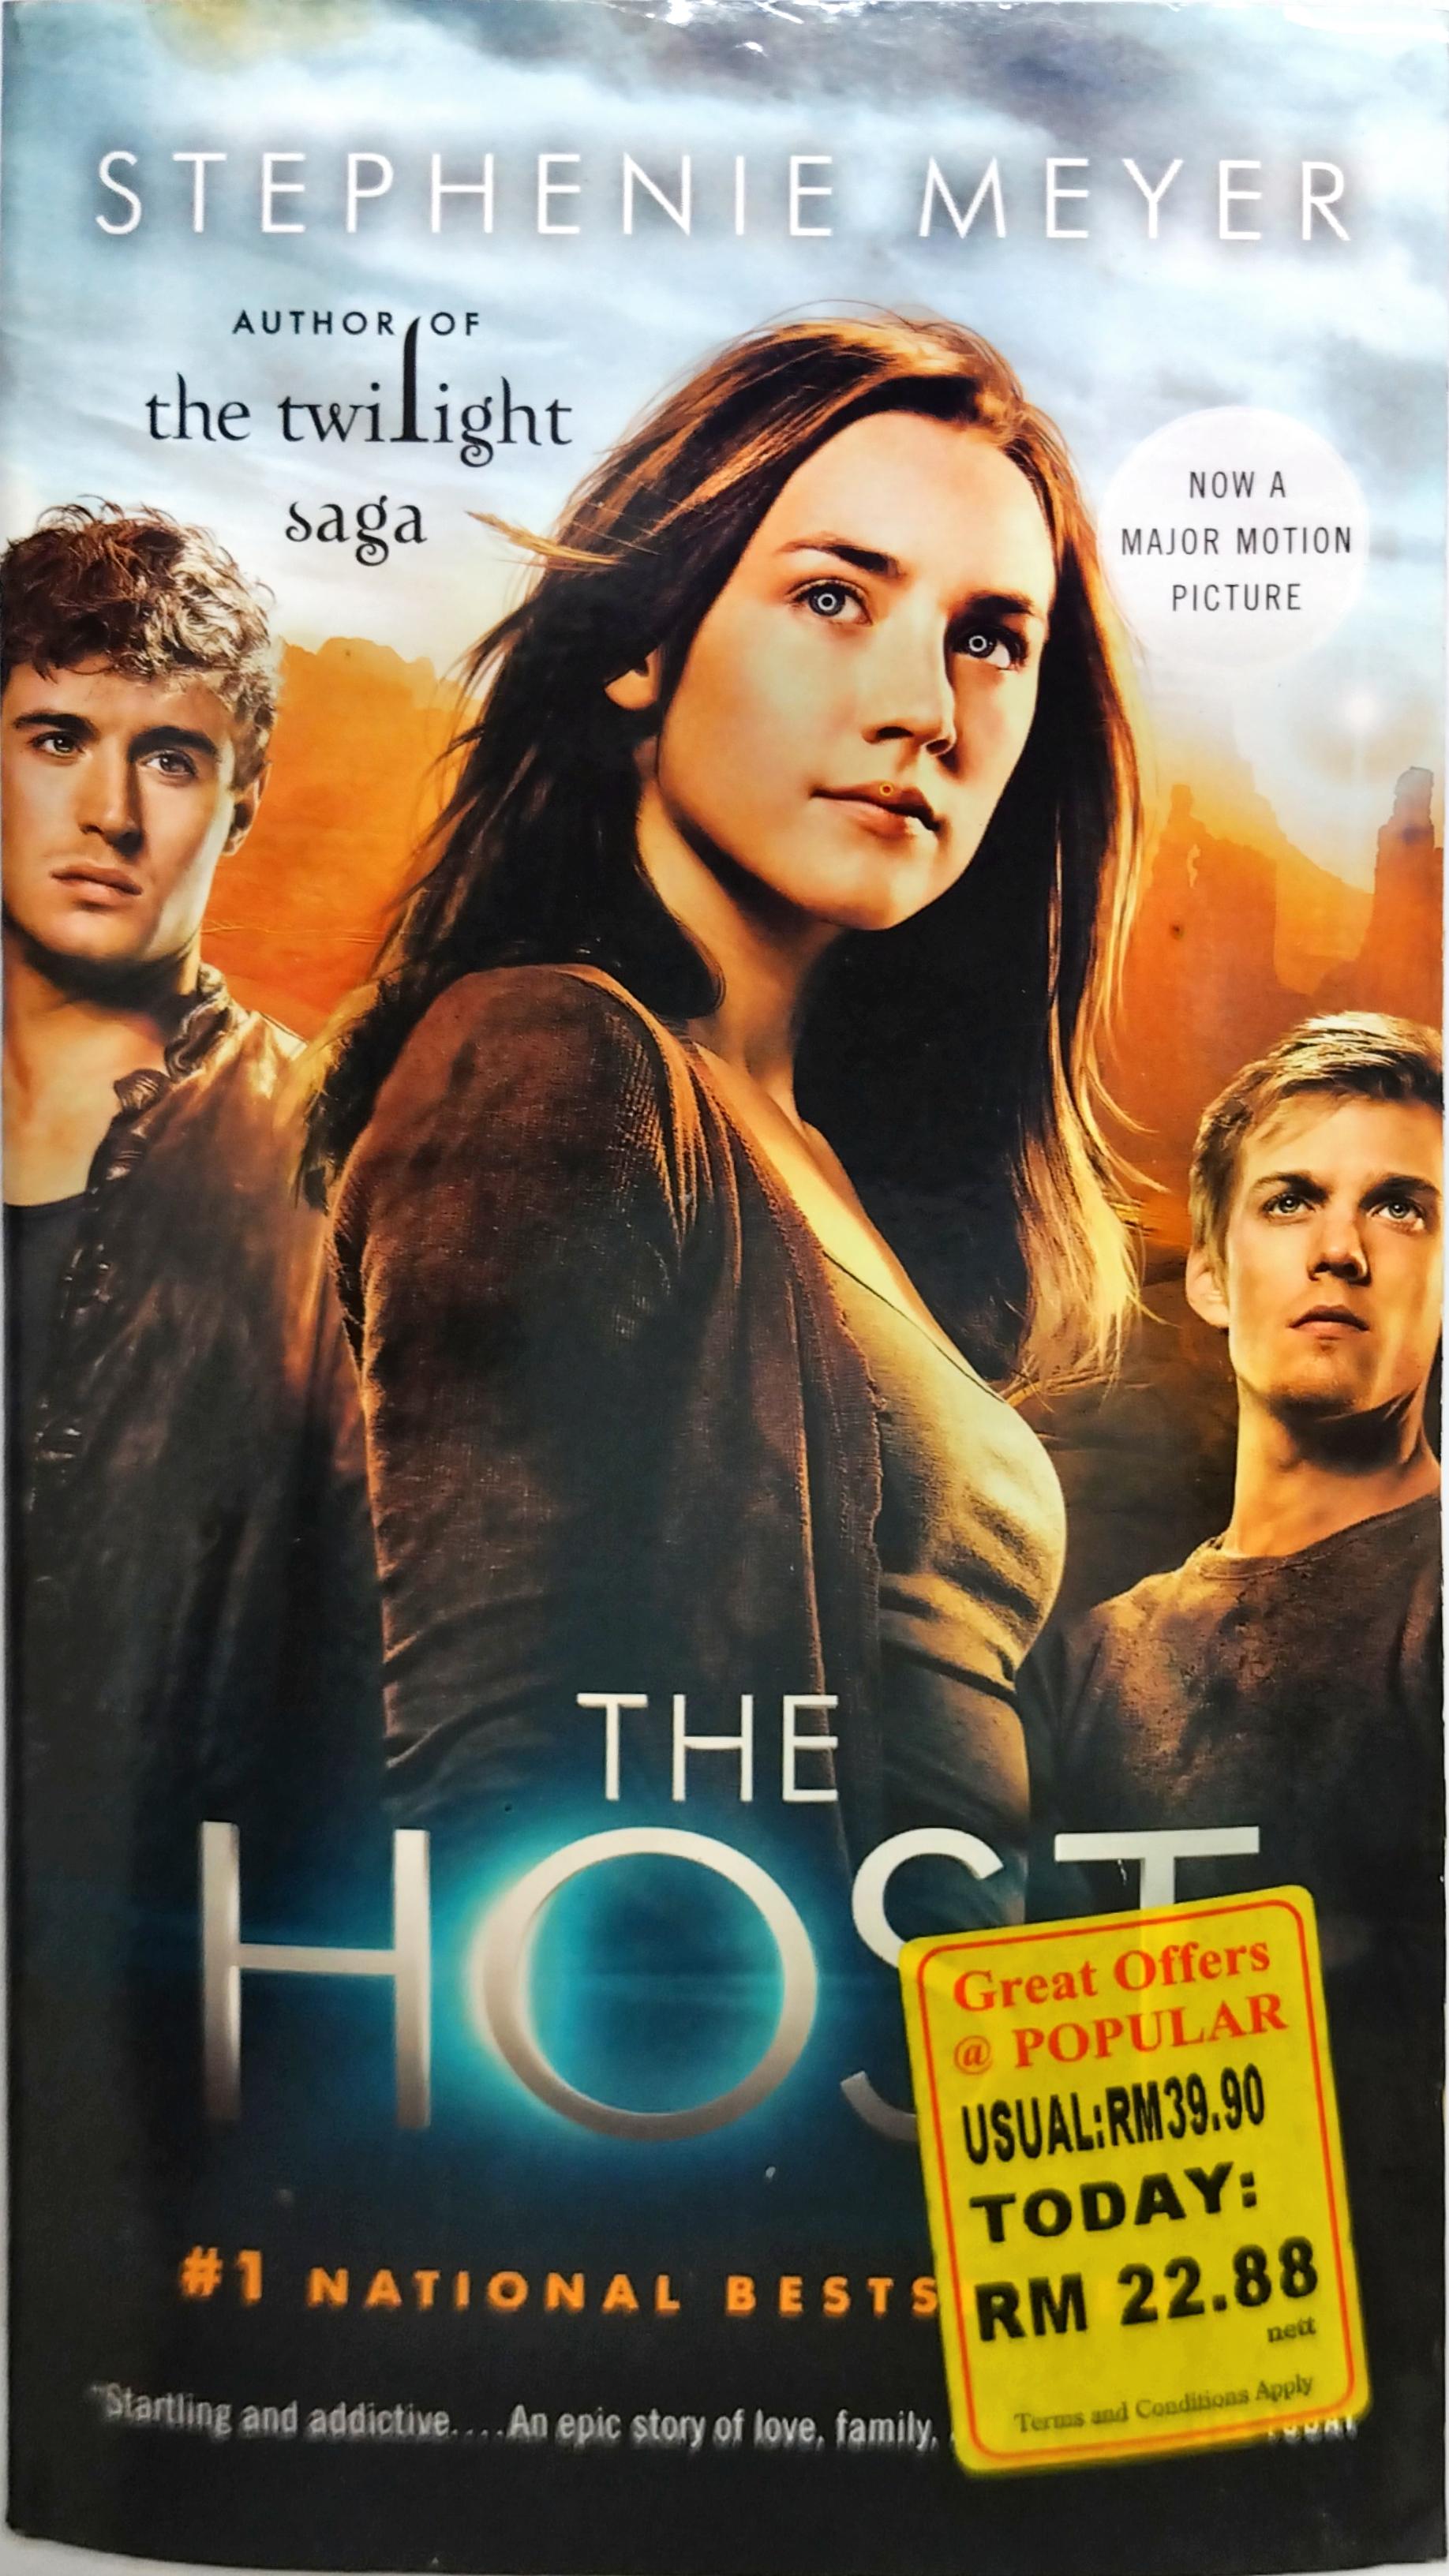 STEPHENIE MEYER
AUTHOR OF
the twilight
saga
NOW A
MAJOR MOTION
PICTURE
THE
HOST
Great Offers
@ POPULAR
USUAL:RM39.90
TODAY:
RM 22.88
nett
Terms and Conditions Apply
#1 NATIONAL BESTS
"Startling and addictive....An epic story of love, family,
TODAY